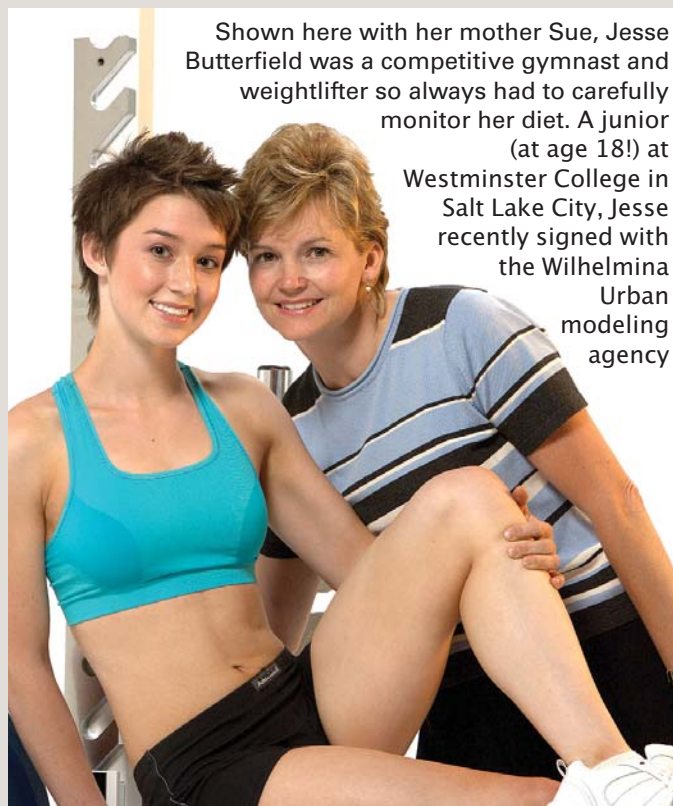 Shown here with her mother Sue, Jesse
Butterfield was a competitive gymnast and
weightlifter so always had to carefully
monitor her diet. A junior
(at age 18!) at
Westminster College in
Salt Lake City, Jesse
recently signed with
the Wilhelmina
Urban
modeling
agency